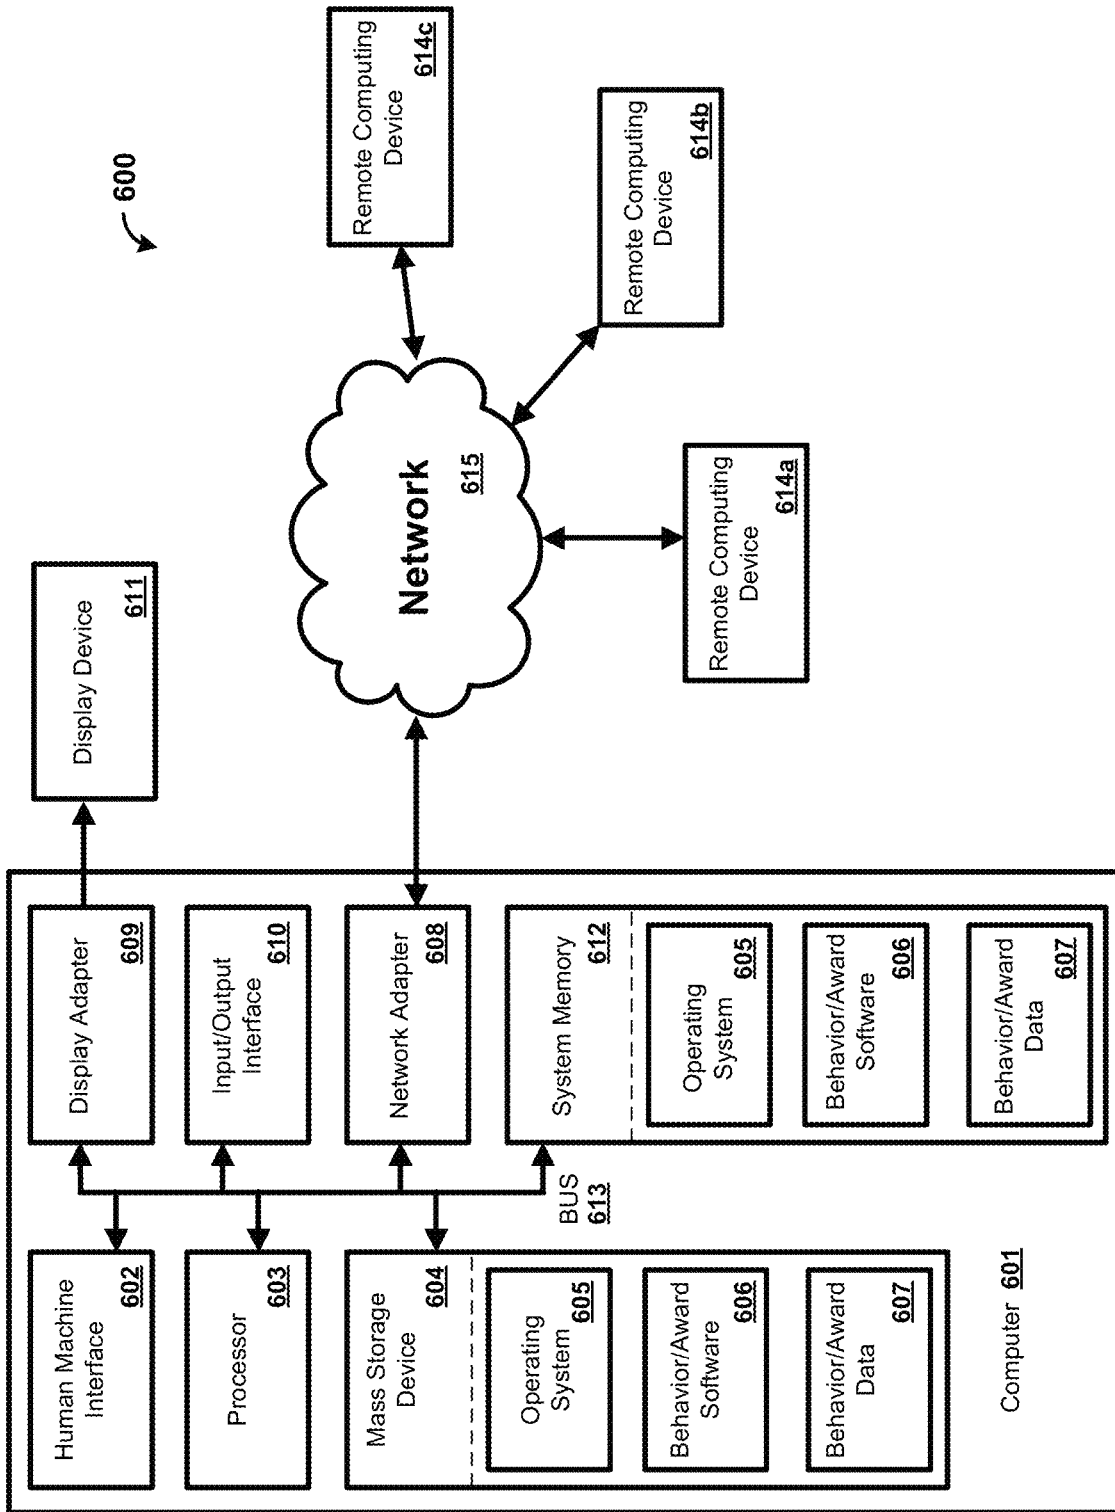 600
Human Machine
Interface
602
Processor
603
Mass Storage
Device
604
Operating
System
605
Behavior/Award
Software
606
Behavior/Award
Data
607
BUS
613
Display Adapter
609
Input/Output
Interface
610
Network Adapter
608
System Memory
612
Operating
System
605
Behavior/Award
Software
606
Behavior/Award
Data
607
Computer 601
Display Device
611
Network
615
Remote Computing
Device
614a
Remote Computing
Device
614b
Remote Computing
Device
614c